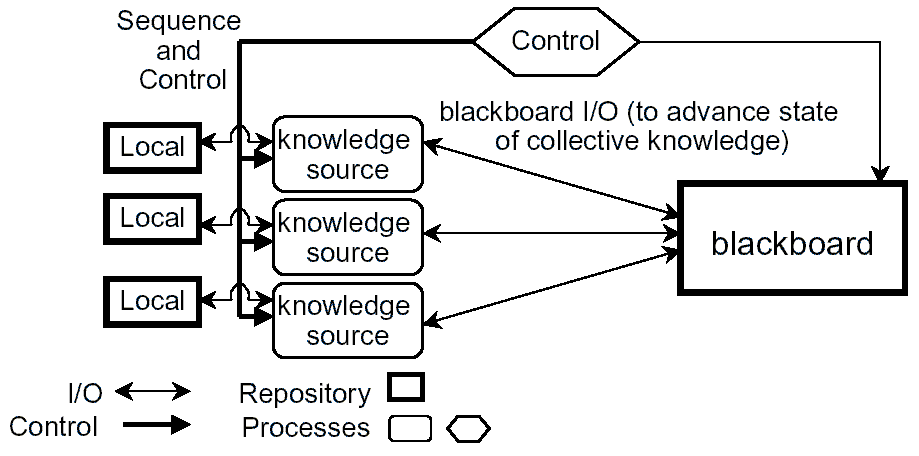 Sequence
and
Control
Control
blackboard I/O (to advance state
of collective knowledge)
Local
knowledge
source
Local
knowledge
source
Local
knowledge
source
blackboard
I/O
Repository
Control
Processes